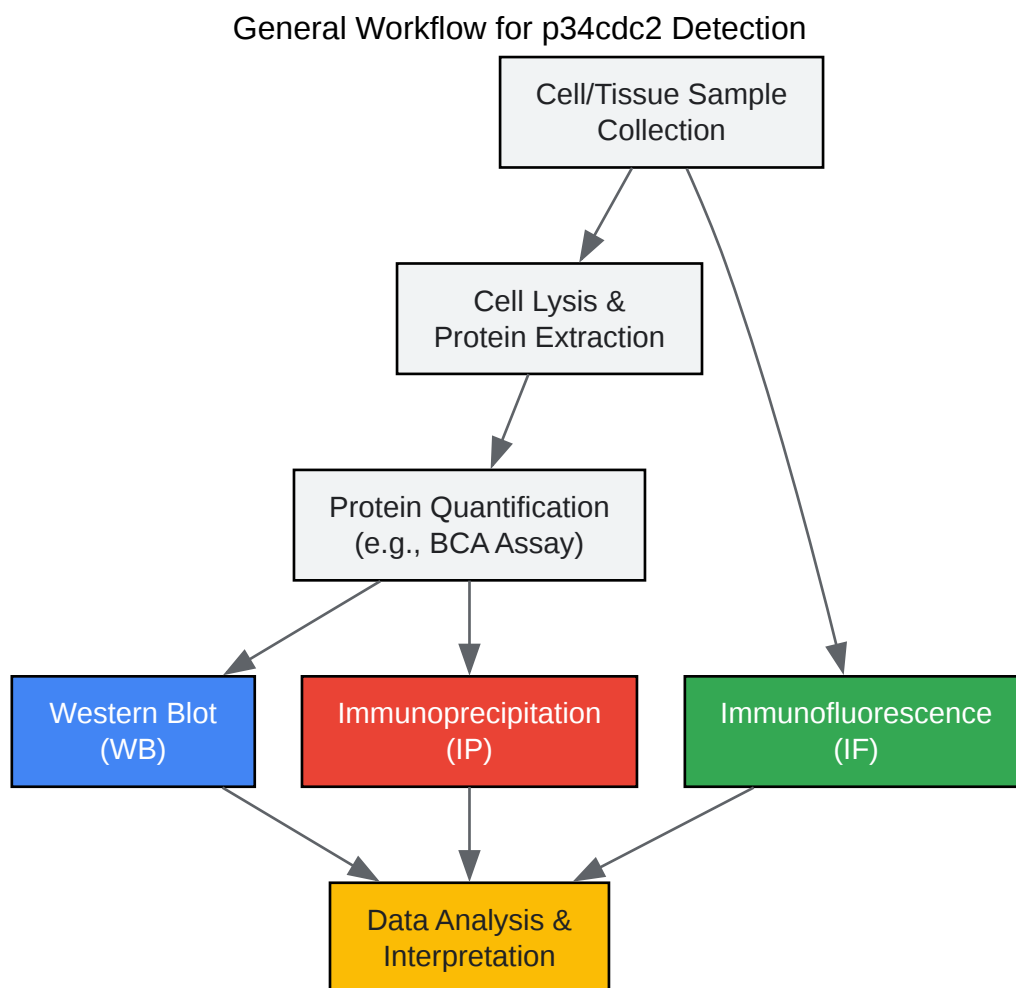 General Workflow for p34cdc2 Detection
Cell/Tissue Sample
Collection
Cell Lysis &
Protein Extraction
Protein Quantification
(e.g., BCA Assay)
Western Blot
(WB)
Immunoprecipitation
(IP)
Immunofluorescence
(IF)
Data Analysis &
Interpretation